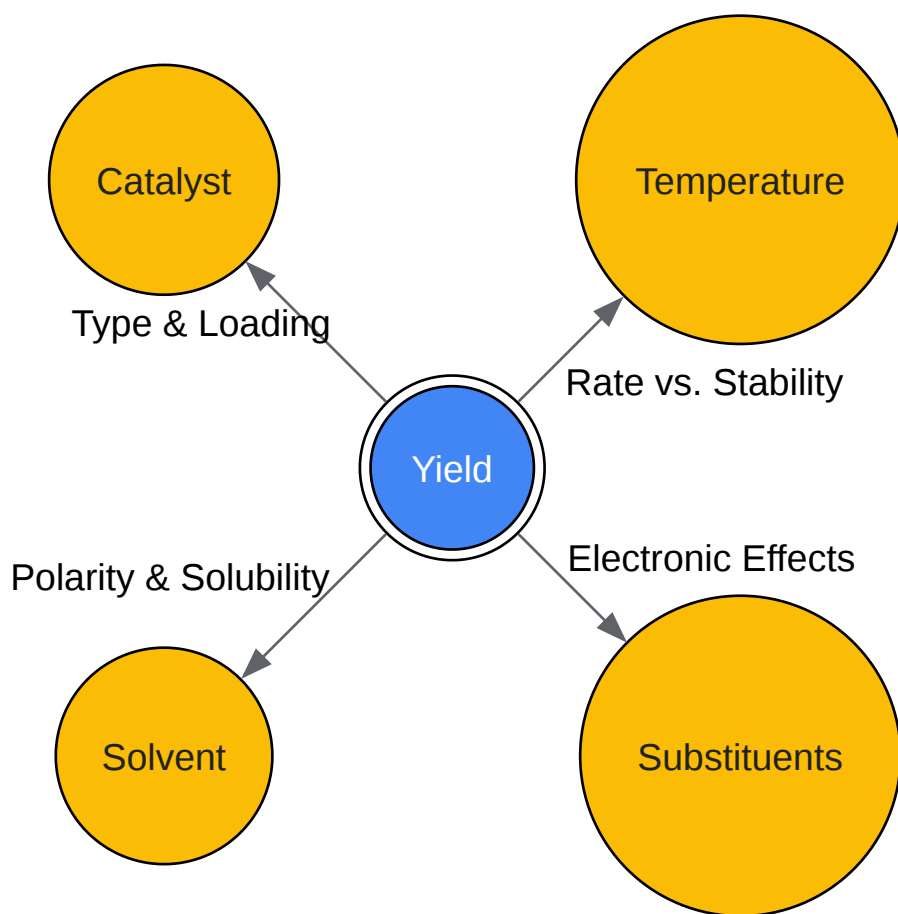 Catalyst
Temperature
Type & Loading
Rate vs. Stability
Yield
Electronic Effects
Polarity & Solubility
Solvent
Substituents